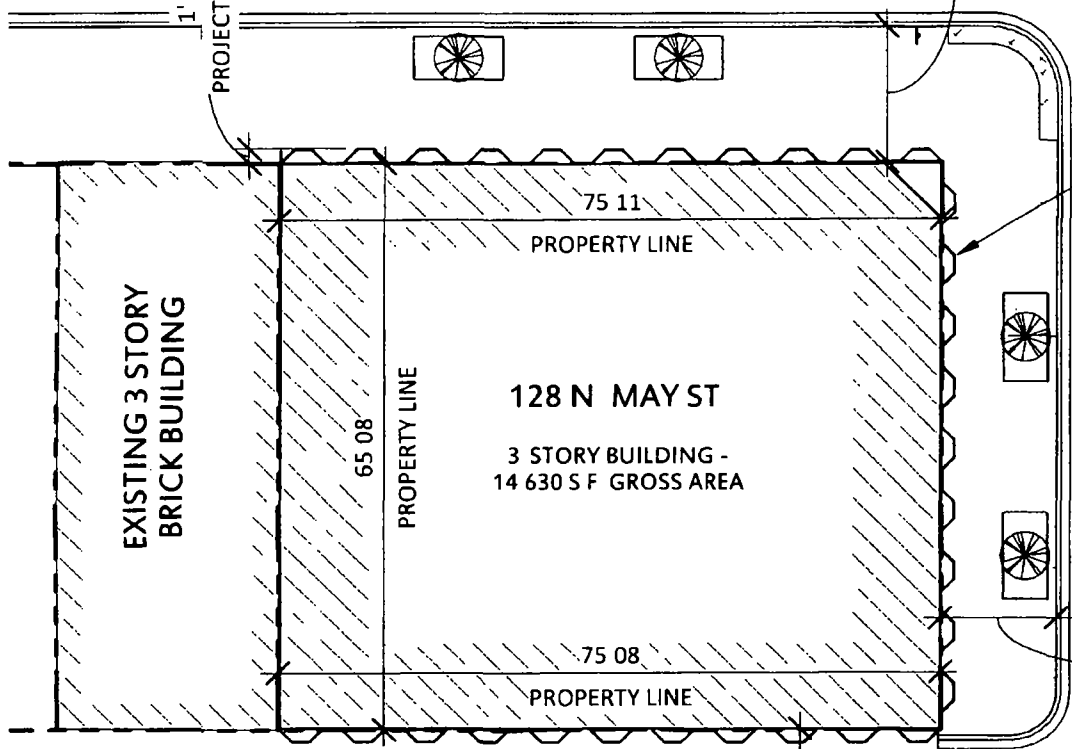 1'
PROJECT
75 11
PROPERTY LINE
EXISTING 3 STORY
BRICK BUILDING
65 08
PROPERTY LINE
128 N MAY ST
3 STORY BUILDING -
14 630 S F GROSS AREA
75 08
PROPERTY LINE